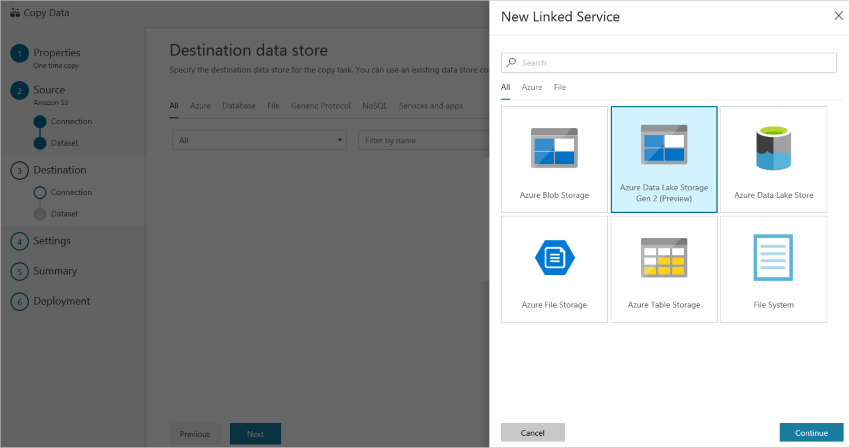 Copy Data
1 Properties
One time copy
2 Source
Amazon S3
Connection
Dataset
3 Destination
Connection
Dataset
4 Settings
5 Summary
6 Deployment
Destination data store
Specify the destination data store for the copy task. You can use an existing data store co
All Azure Database File Generic Protocol NoSQL Services and apps
All Filter by name
Previous Next
New Linked Service
Search
All Azure File
Azure Blob Storage
Azure Data Lake Storage
Gen 2 (Preview)
Azure Data Lake Store
Azure File Storage
Azure Table Storage
File System
Cancel Continue